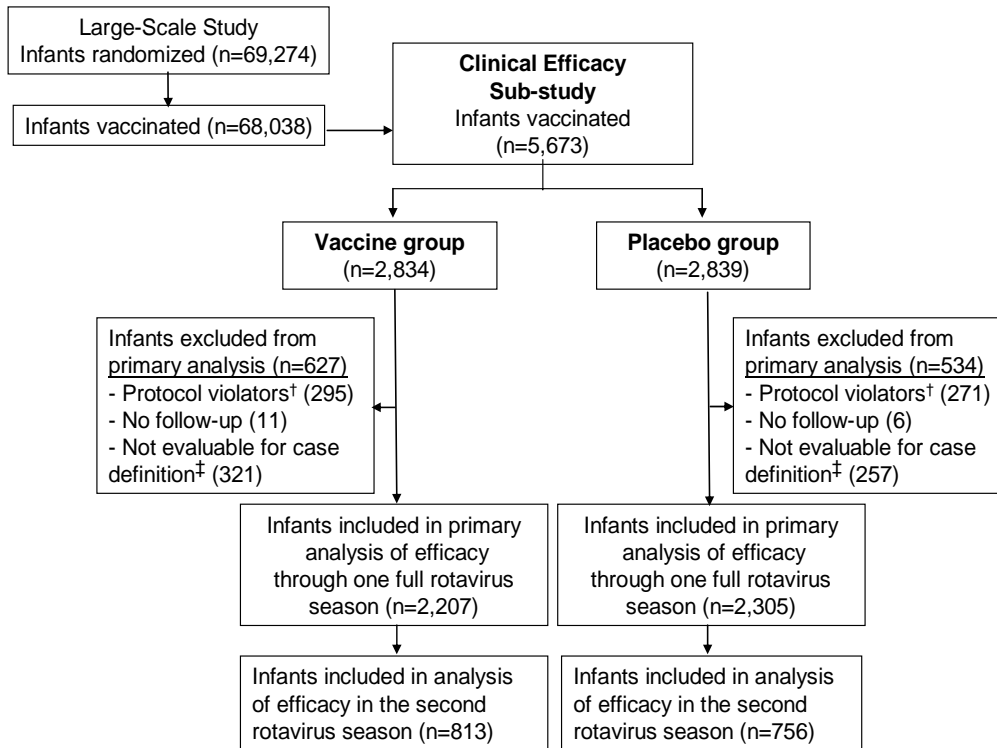 Large-Scale Study
Infants randomized (n=69,274)
Infants vaccinated (n=68,038)
Clinical Efficacy
Sub-study
Infants vaccinated
(n=5,673)
Vaccine group
(n=2,834)
Placebo group
(n=2,839)
Infants excluded from
primary analysis (n=627)
- Protocol violators† (295)
- No follow-up (11)
- Not evaluable for case
definition‡ (321)
Infants excluded from
primary analysis (n=534)
- Protocol violators† (271)
- No follow-up (6)
- Not evaluable for case
definition‡ (257)
Infants included in primary
analysis of efficacy
through one full rotavirus
season (n=2,207)
Infants included in primary
analysis of efficacy
through one full rotavirus
season (n=2,305)
Infants included in analysis
of efficacy in the second
rotavirus season (n=813)
Infants included in analysis
of efficacy in the second
rotavirus season (n=756)